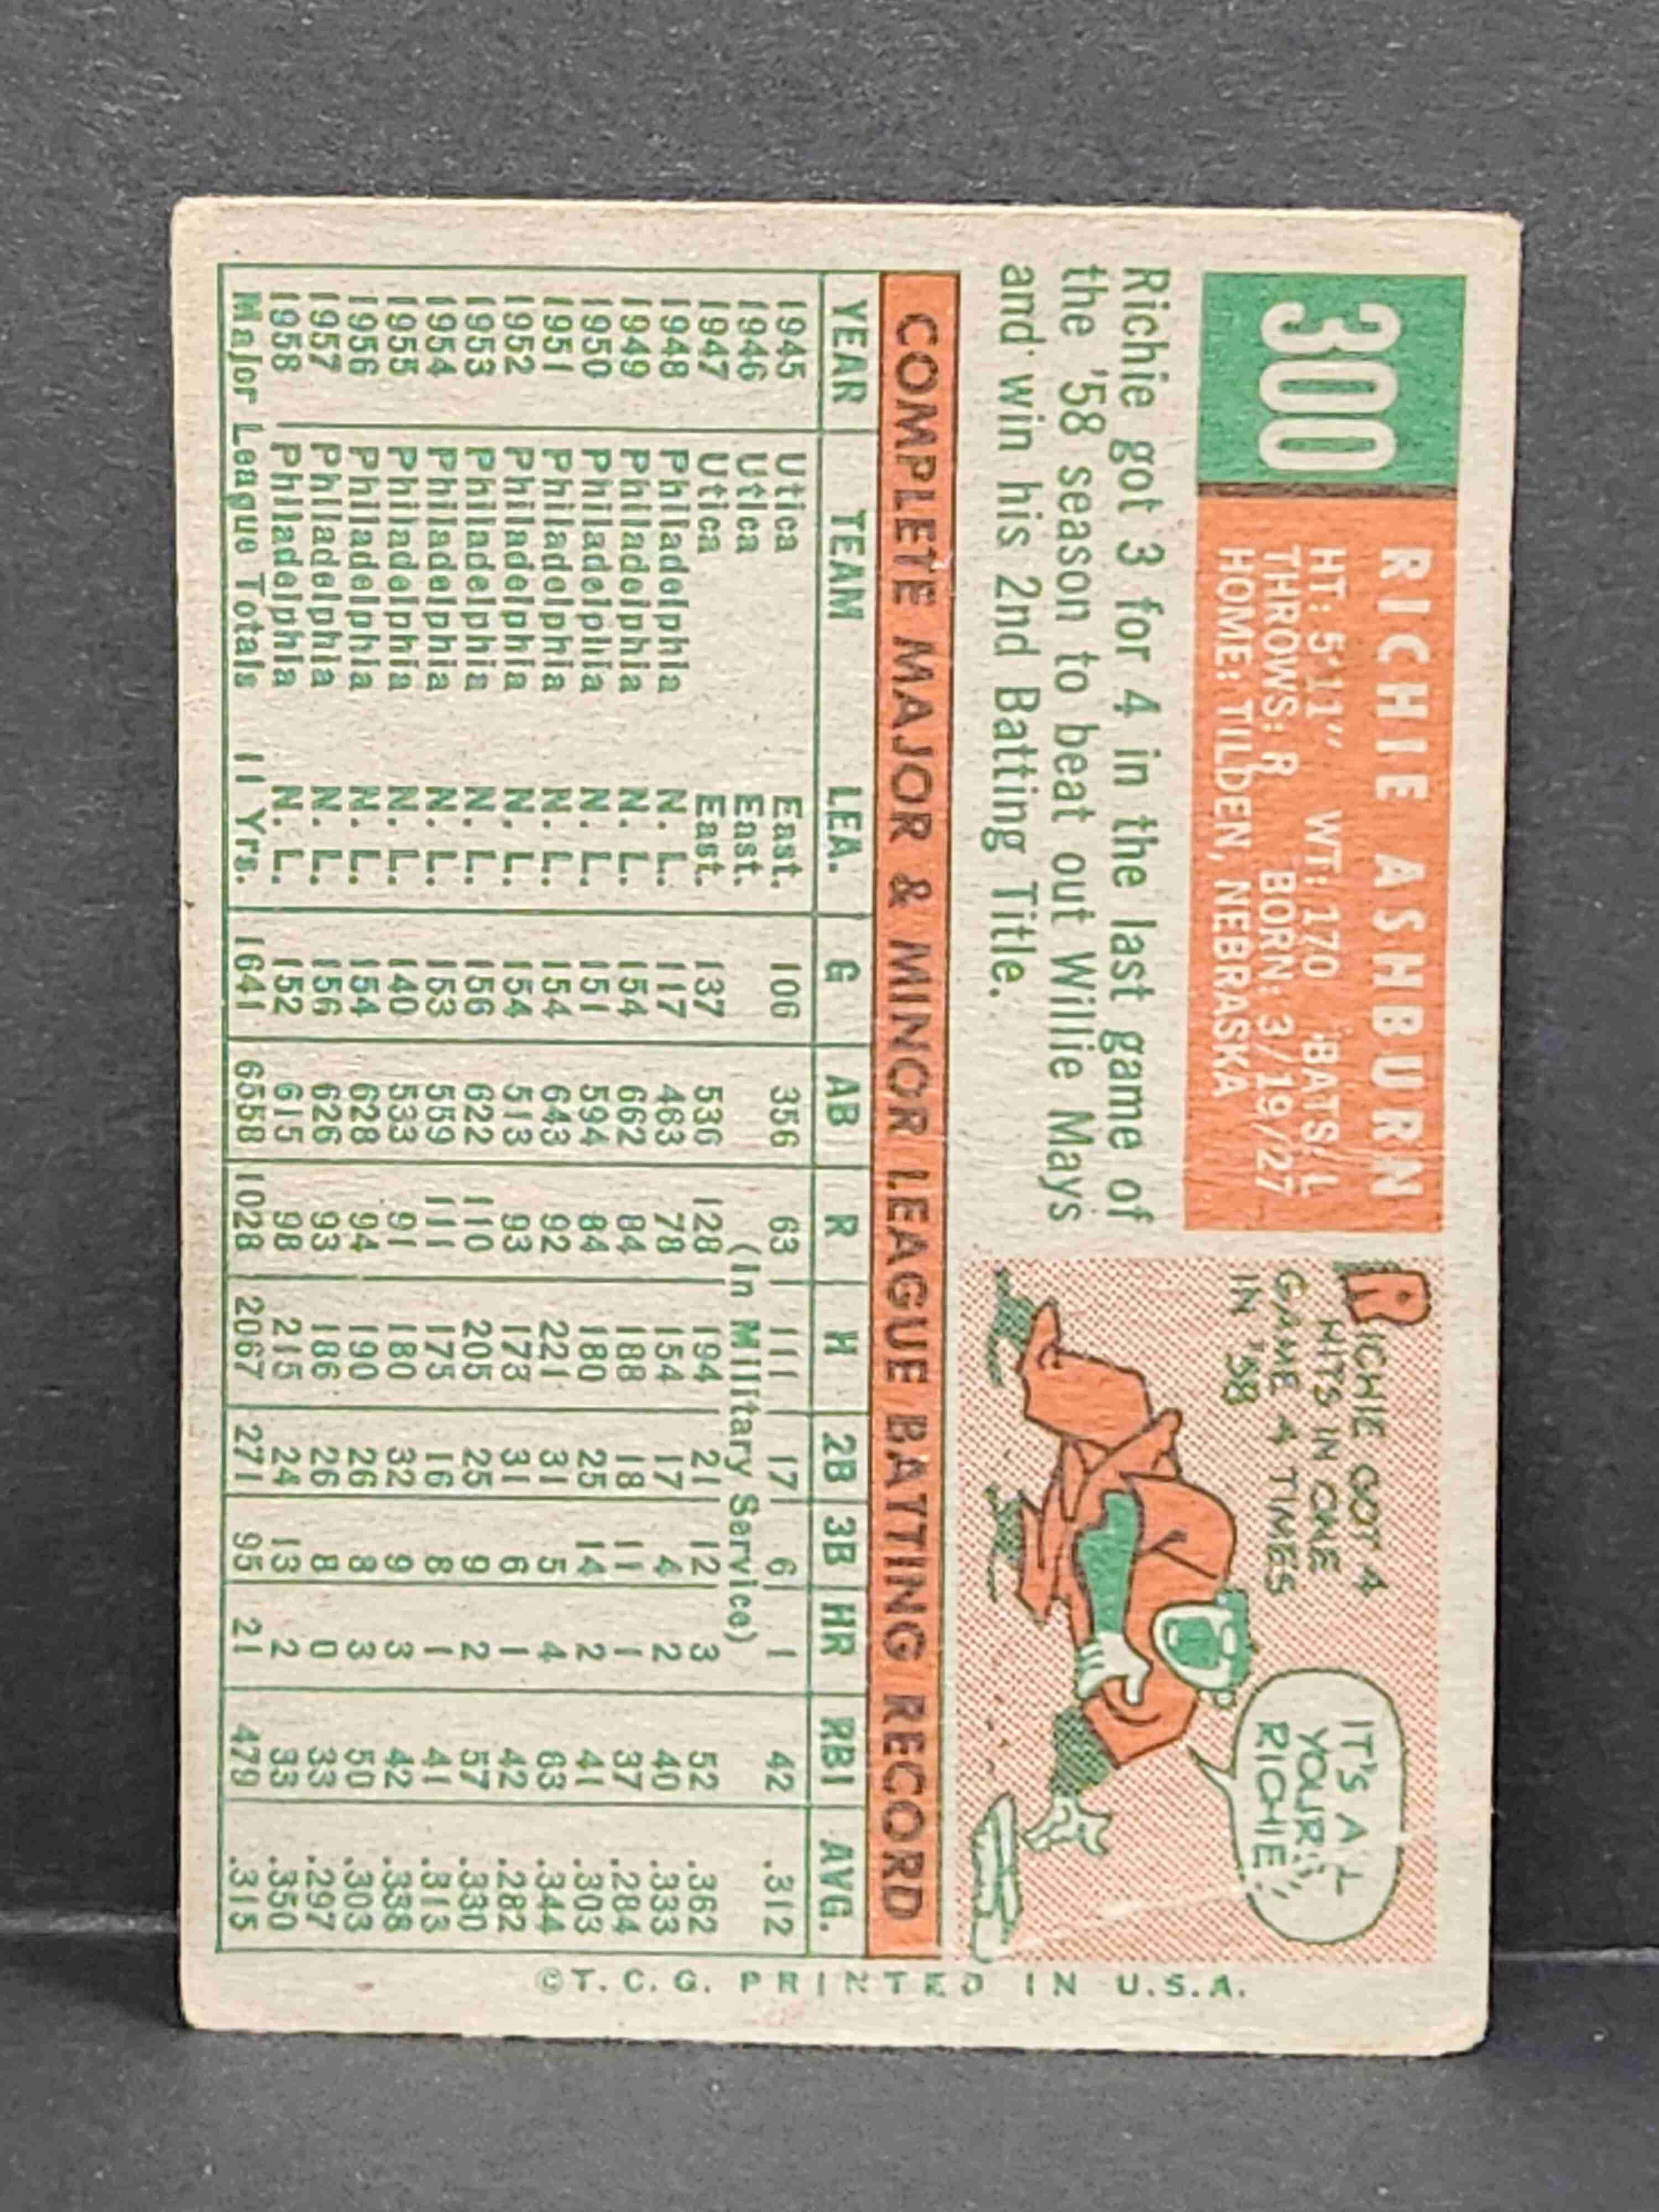 300
RICHIE ASHBURN
HT: 5'11" WT: 170 BATS: L
THROWS: R BORN: 3/19/27
HOME: TILDEN, NEBRASKA
Richie got 3 for 4 in the last game of
the '58 season to beat out Willie Mays
and win his 2nd Batting Title.
RICHIE GOT 4
HITS IN ONE
GAME 4 TIMES
IN '58
IT'S ALL
YOURS,
RICHIE!
COMPLETE MAJOR & MINOR LEAGUE BATTING RECORD
YEAR TEAM LEA. G AB R H 2B 3B HR RBI AVG.
1945 Utica East. 106 356 63 111 17 6 1 42 .312
1946 Utica East. (In Military Service)
1947 Utica East. 137 536 128 194 21 12 3 52 .362
1948 Philadelphia N. L. 117 463 78 154 17 4 2 40 .333
1949 Philadelphia N. L. 154 662 84 188 18 11 1 37 .284
1950 Philadelphia N. L. 151 594 84 180 25 14 2 41 .303
1951 Philadelphia N. L. 154 643 92 221 31 5 4 63 .344
1952 Philadelphia N. L. 154 513 93 173 31 6 1 42 .282
1953 Philadelphia N. L. 156 622 110 205 25 9 2 57 .330
1954 Philadelphia N. L. 153 559 111 175 16 8 1 41 .313
1955 Philadelphia N. L. 140 533 91 180 32 9 3 42 .338
1956 Philadelphia N. L. 154 628 94 190 26 8 3 50 .303
1957 Philadelphia N. L. 156 626 93 186 26 8 0 33 .297
1958 Philadelphia N. L. 152 615 98 215 24 13 2 33 .350
Major League Totals 11 Yrs. 1641 6558 1028 2067 271 95 21 479 .315
©T. C. G. PRINTED IN U.S.A.